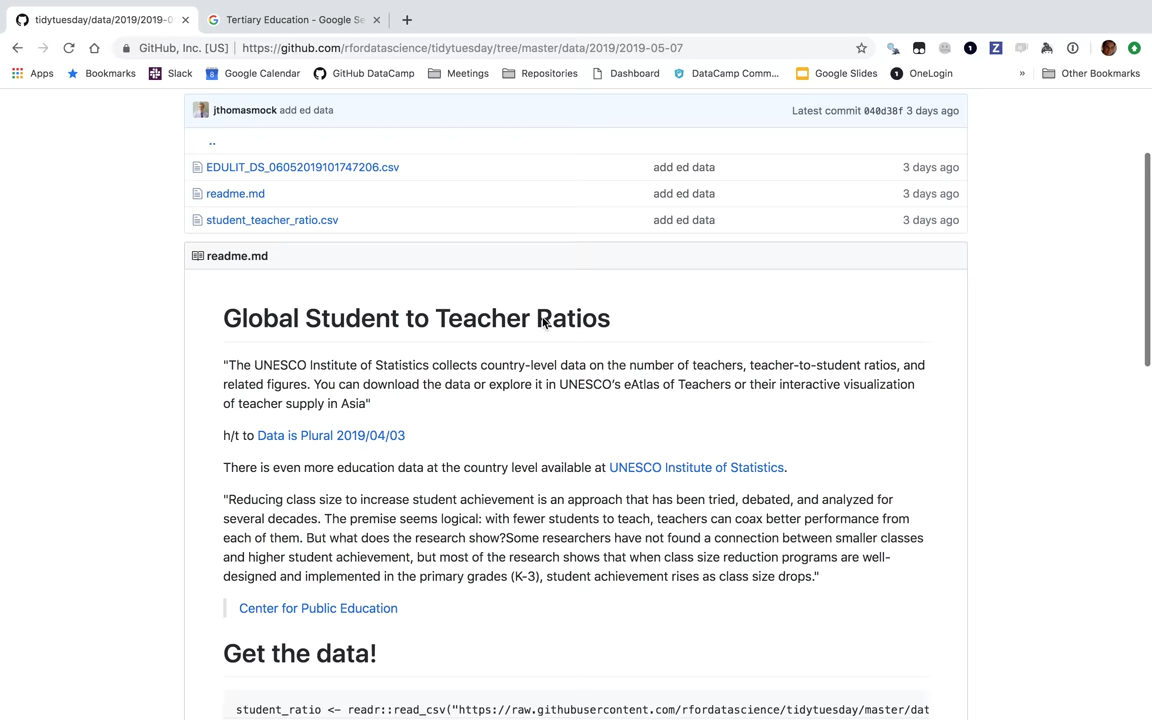 tidytuesday/data/2019/2019-0
Tertiary Education - Google Se
GitHub, Inc. [US] | https://github.com/rfordatascience/tidytuesday/tree/master/data/2019/2019-05-07
Apps Bookmarks Slack Google Calendar GitHub DataCamp Meetings Repositories Dashboard DataCamp Comm... Google Slides OneLogin » Other Bookmarks
jthomasmock add ed data Latest commit 040d38f 3 days ago
..
EDULIT_DS_06052019101747206.csv add ed data 3 days ago
readme.md add ed data 3 days ago
student_teacher_ratio.csv add ed data 3 days ago
readme.md
Global Student to Teacher Ratios
"The UNESCO Institute of Statistics collects country-level data on the number of teachers, teacher-to-student ratios, and
related figures. You can download the data or explore it in UNESCO's eAtlas of Teachers or their interactive visualization
of teacher supply in Asia"
h/t to Data is Plural 2019/04/03
There is even more education data at the country level available at UNESCO Institute of Statistics.
"Reducing class size to increase student achievement is an approach that has been tried, debated, and analyzed for
several decades. The premise seems logical: with fewer students to teach, teachers can coax better performance from
each of them. But what does the research show?Some researchers have not found a connection between smaller classes
and higher student achievement, but most of the research shows that when class size reduction programs are well-
designed and implemented in the primary grades (K-3), student achievement rises as class size drops."
Center for Public Education
Get the data!
student_ratio <- readr::read_csv("https://raw.githubusercontent.com/rfordatascience/tidytuesday/master/dat